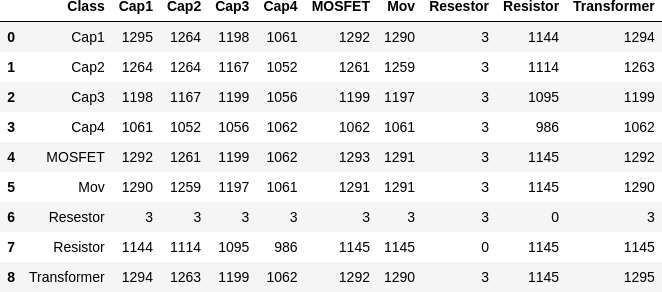 Class Cap1 Cap2 Cap3 Cap4 MOSFET Mov Resestor Resistor Transformer
0 Cap1 1295 1264 1198 1061 1292 1290 3 1144 1294
1 Cap2 1264 1264 1167 1052 1261 1259 3 1114 1263
2 Cap3 1198 1167 1199 1056 1199 1197 3 1095 1199
3 Cap4 1061 1052 1056 1062 1062 1061 3 986 1062
4 MOSFET 1292 1261 1199 1062 1293 1291 3 1145 1292
5 Mov 1290 1259 1197 1061 1291 1291 3 1145 1290
6 Resestor 3 3 3 3 3 3 3 0 3
7 Resistor 1144 1114 1095 986 1145 1145 0 1145 1145
8 Transformer 1294 1263 1199 1062 1292 1290 3 1145 1295